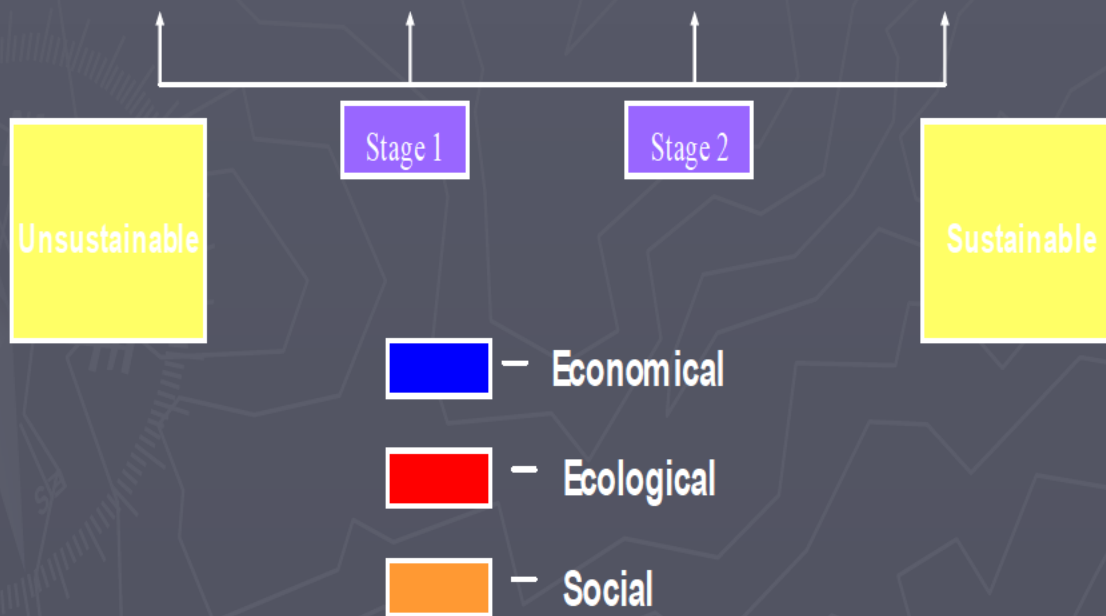 Stage 1
Stage 2
Unsustainable
Sustainable
– Economical
– Ecological
– Social